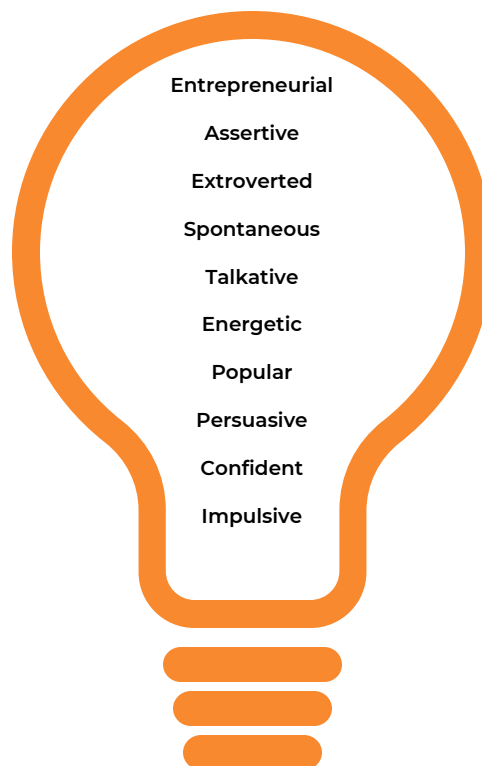 Entrepreneurial
Assertive
Extroverted
Spontaneous
Talkative
Energetic
Popular
Persuasive
Confident
Impulsive